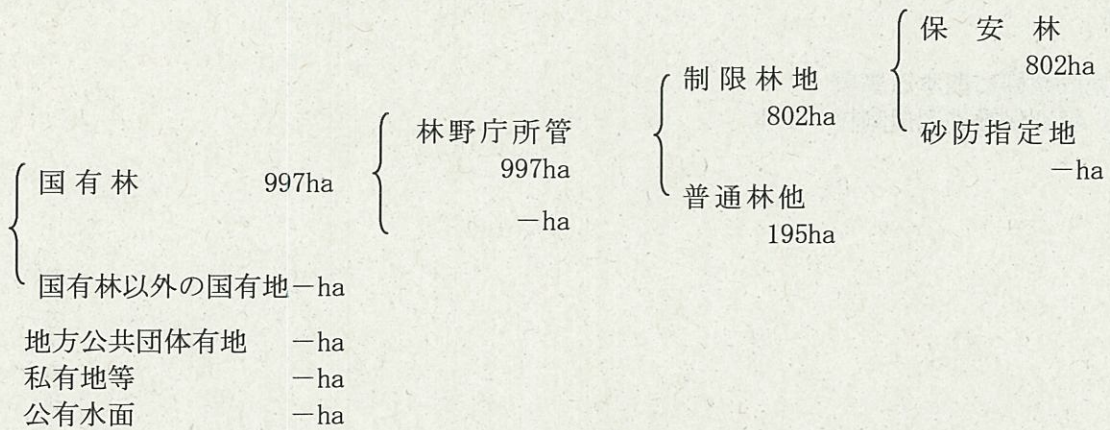 国有林 997ha
国有林以外の国有地 －ha
林野庁所管
997ha
－ha
制限林地
802ha
普通林他
195ha
保安林
802ha
砂防指定地
－ha
地方公共団体有地 －ha
私有地等 －ha
公有水面 －ha